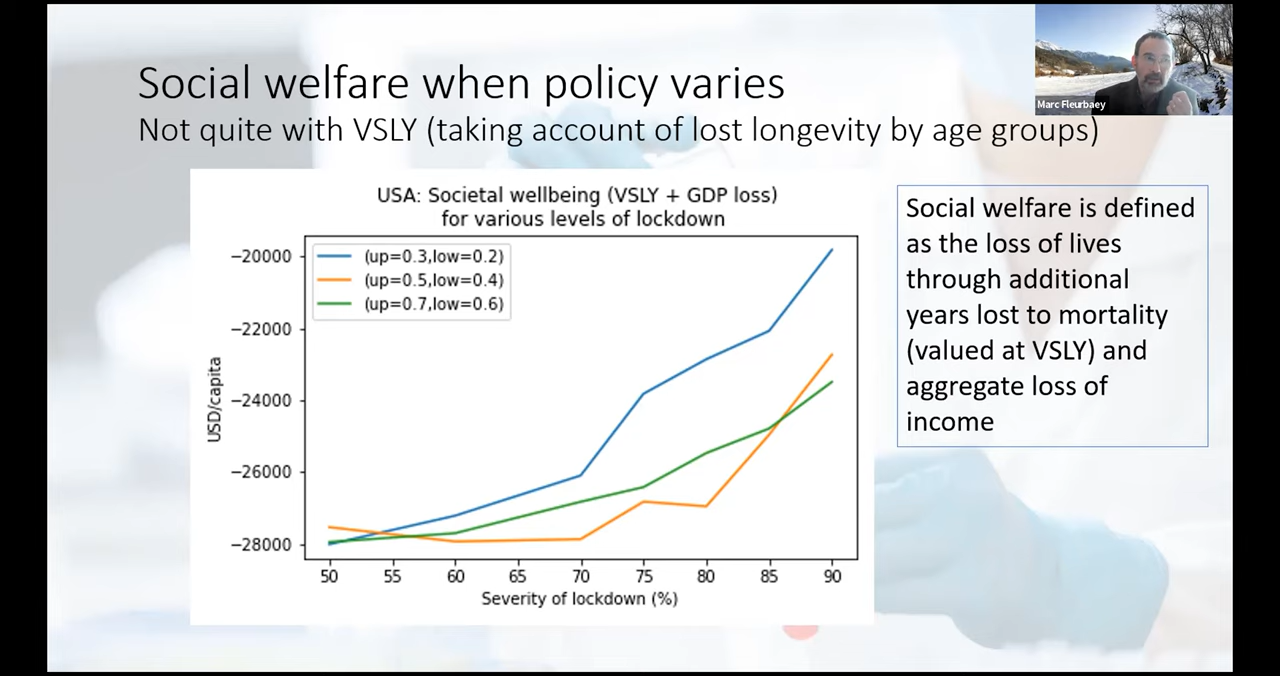 Social welfare when policy varies
Not quite with VSLY (taking account of lost longevity by age groups)
Marc Fleurbaey
USA: Societal wellbeing (VSLY + GDP loss)
for various levels of lockdown
(up=0.3,low=0.2)
(up=0.5,low=0.4)
(up=0.7,low=0.6)
USD/capita
−20000
−22000
−24000
−26000
−28000
50 55 60 65 70 75 80 85 90
Severity of lockdown (%)
Social welfare is defined
as the loss of lives
through additional
years lost to mortality
(valued at VSLY) and
aggregate loss of
income